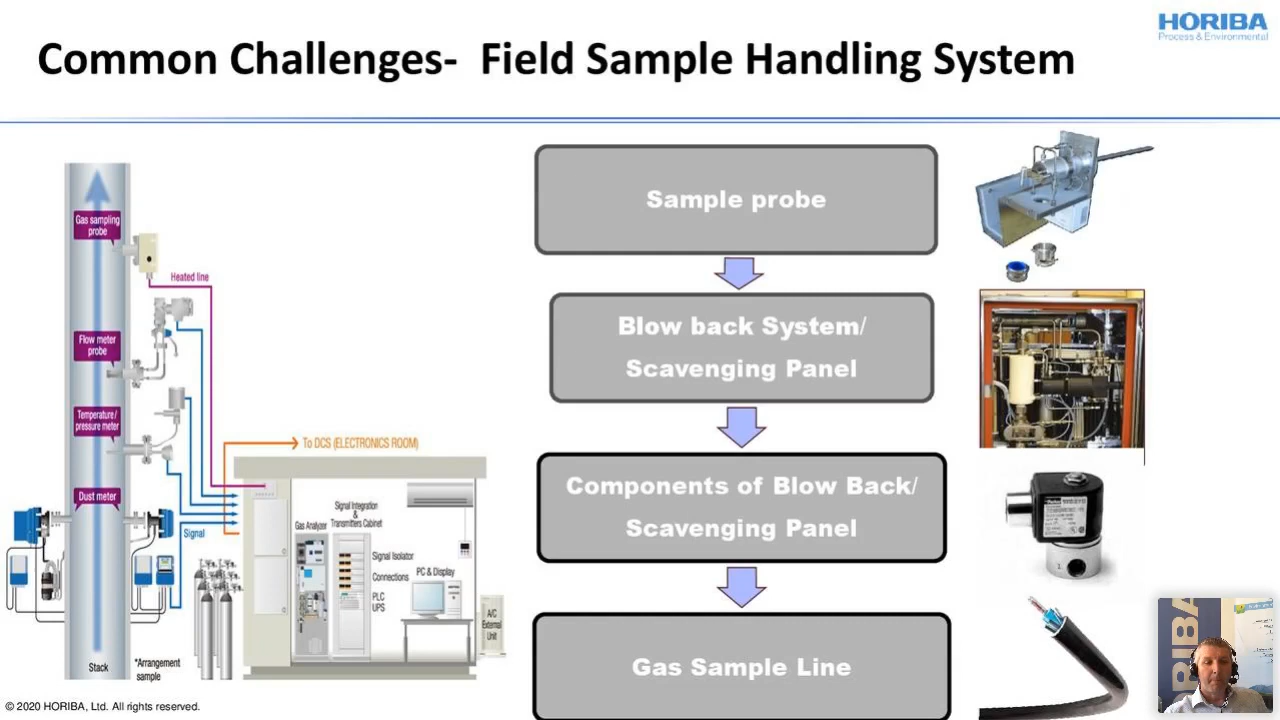 HORIBA
Process & Environmental
Common Challenges-  Field Sample Handling System
Gas sampling
probe
Heated line
Flow meter
probe
Temperature/
pressure meter
To DCS (ELECTRONICS ROOM)
Dust meter
Signal
Signal Integration
&
Transmitters Cabinet
Gas Analyzer
Signal Isolator
Connections
PC & Display
PLC
UPS
A/C
External
Unit
Stack
*Arrangement
sample
Sample probe
Blow back System/
Scavenging Panel
Components of Blow Back/
Scavenging Panel
Gas Sample Line
Parker
RIBA
© 2020 HORIBA, Ltd. All rights reserved.